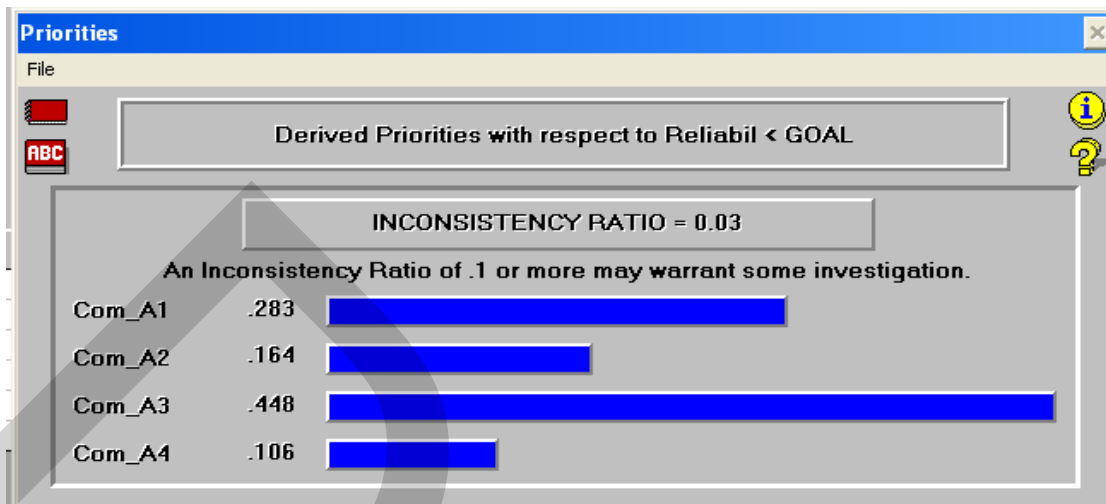 Priorities
File
ABC
Derived Priorities with respect to Reliabil < GOAL
INCONSISTENCY RATIO = 0.03
An Inconsistency Ratio of .1 or more may warrant some investigation.
Com_A1 .283
Com_A2 .164
Com_A3 .448
Com_A4 .106